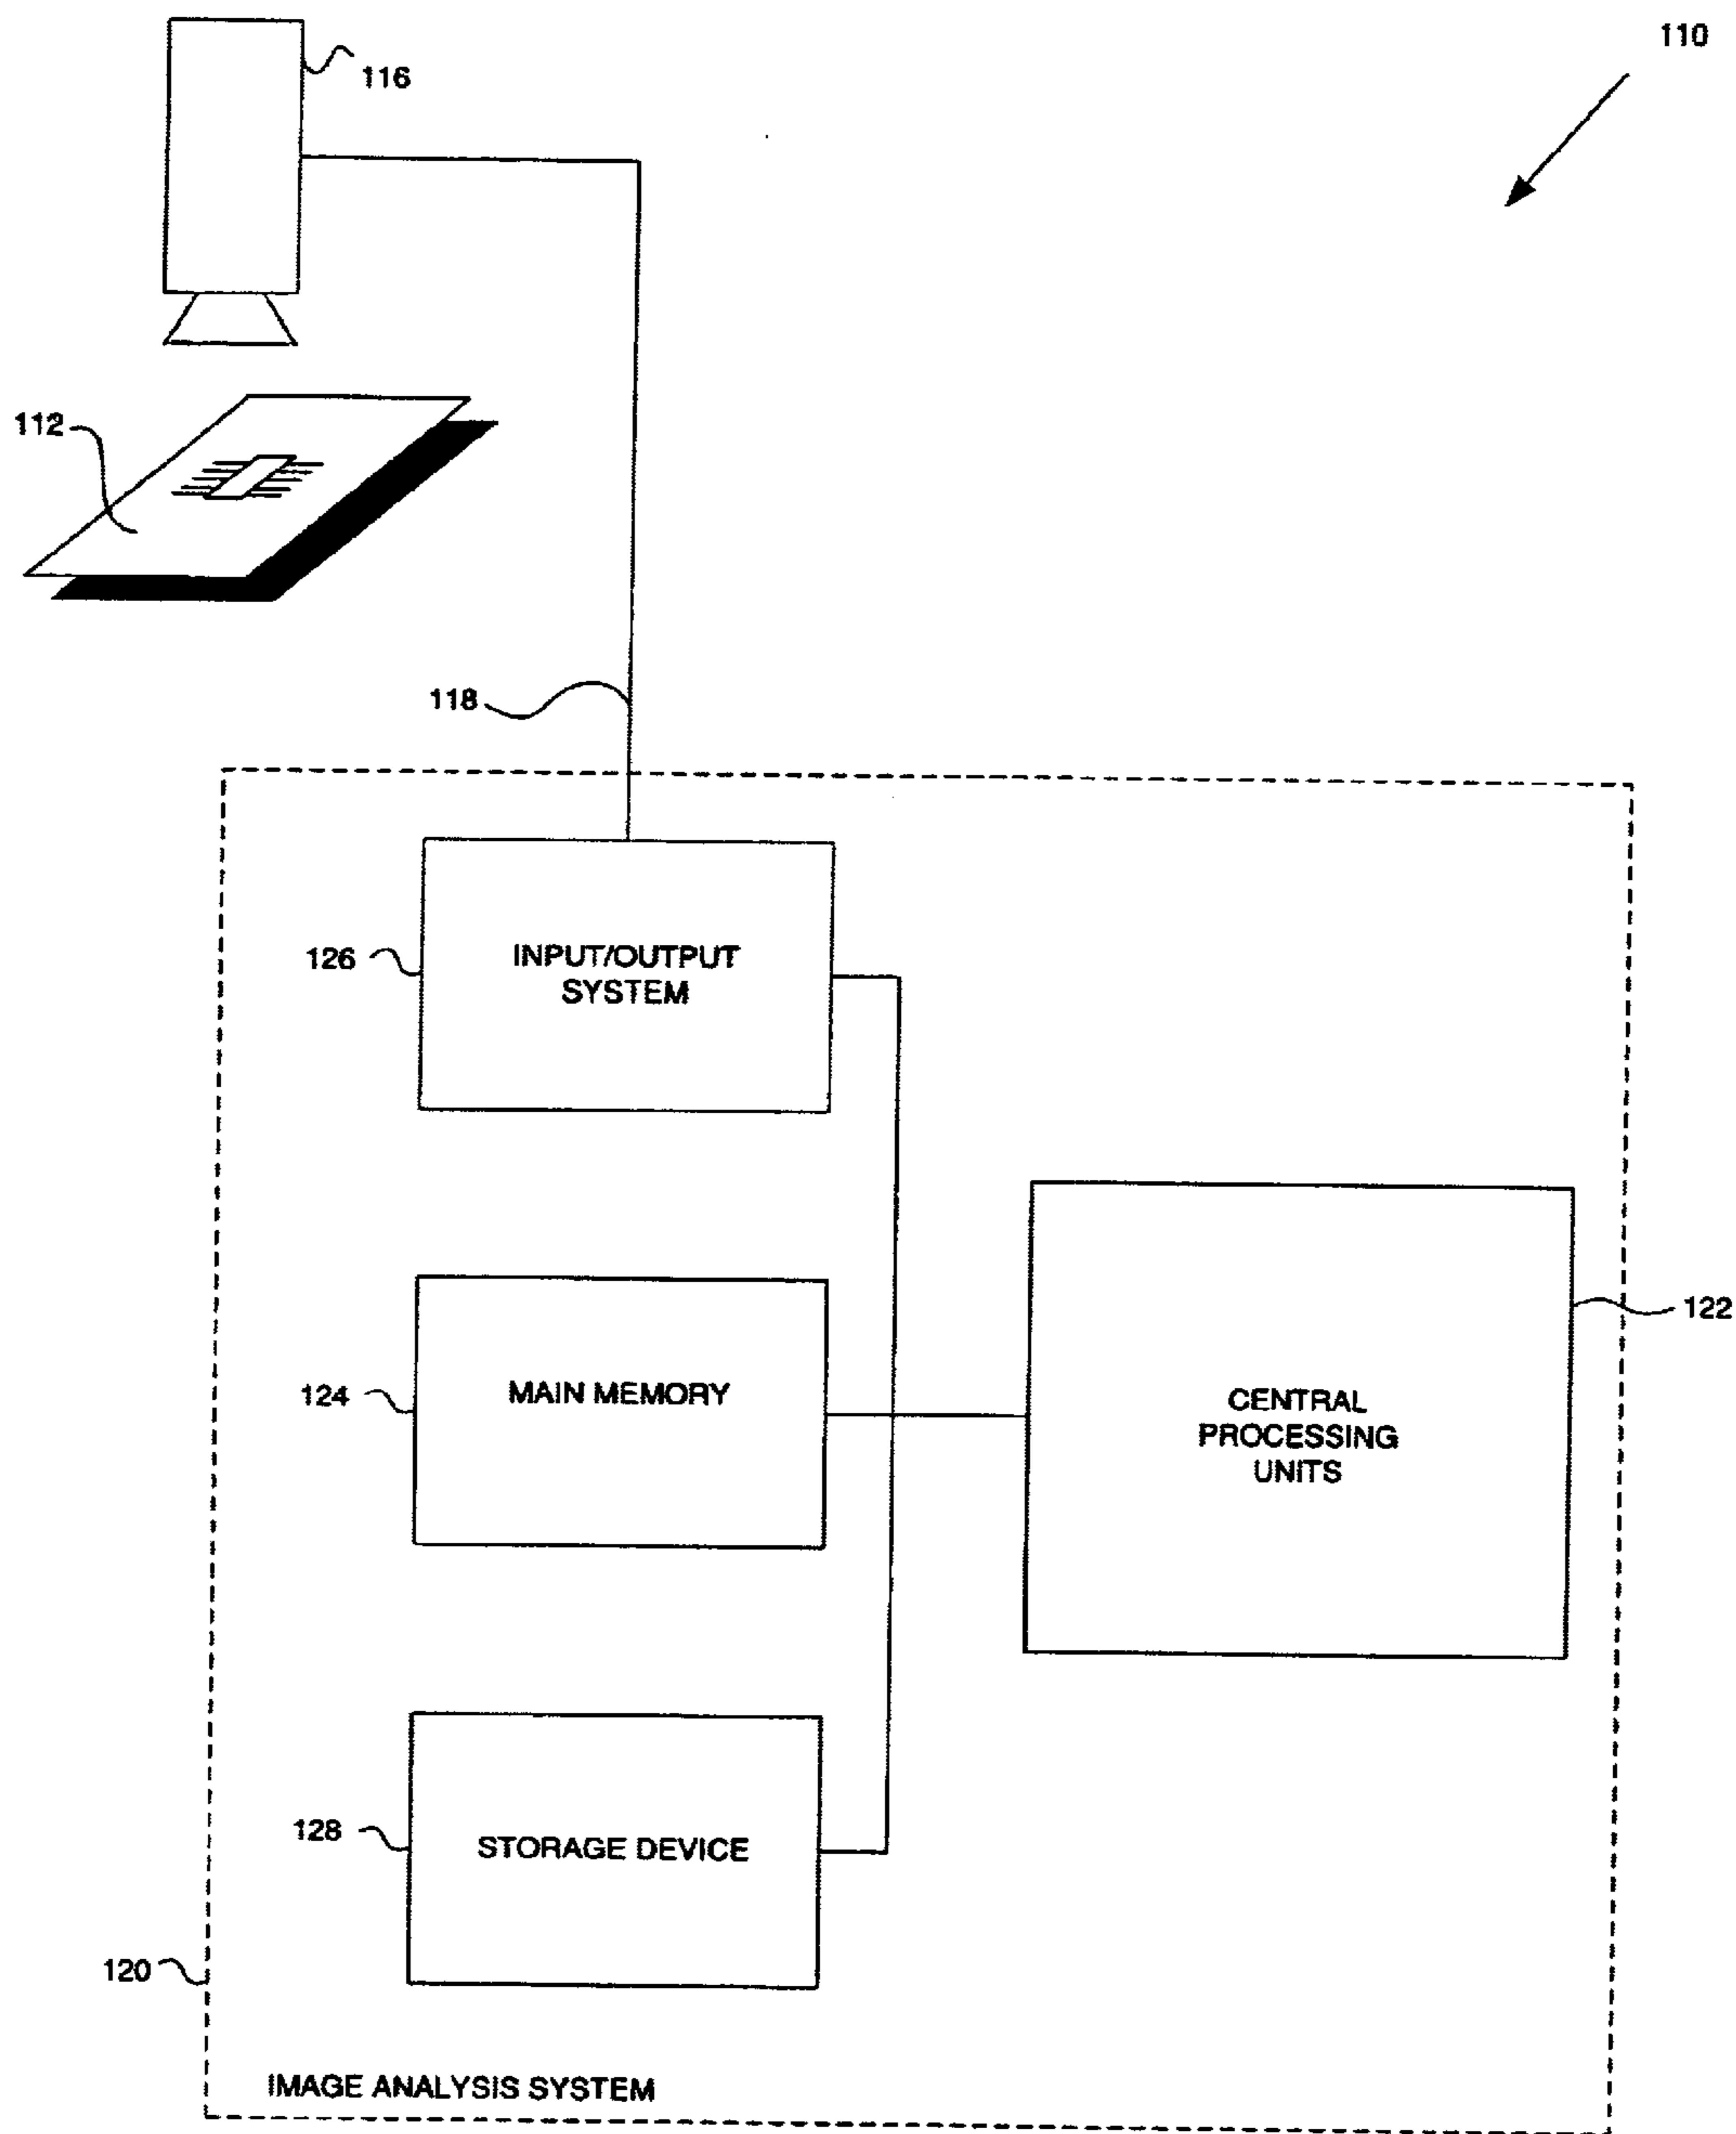 110
116
112
118
126
INPUT/OUTPUT
SYSTEM
122
124
MAIN MEMORY
CENTRAL
PROCESSING
UNITS
128
STORAGE DEVICE
120
IMAGE ANALYSIS SYSTEM